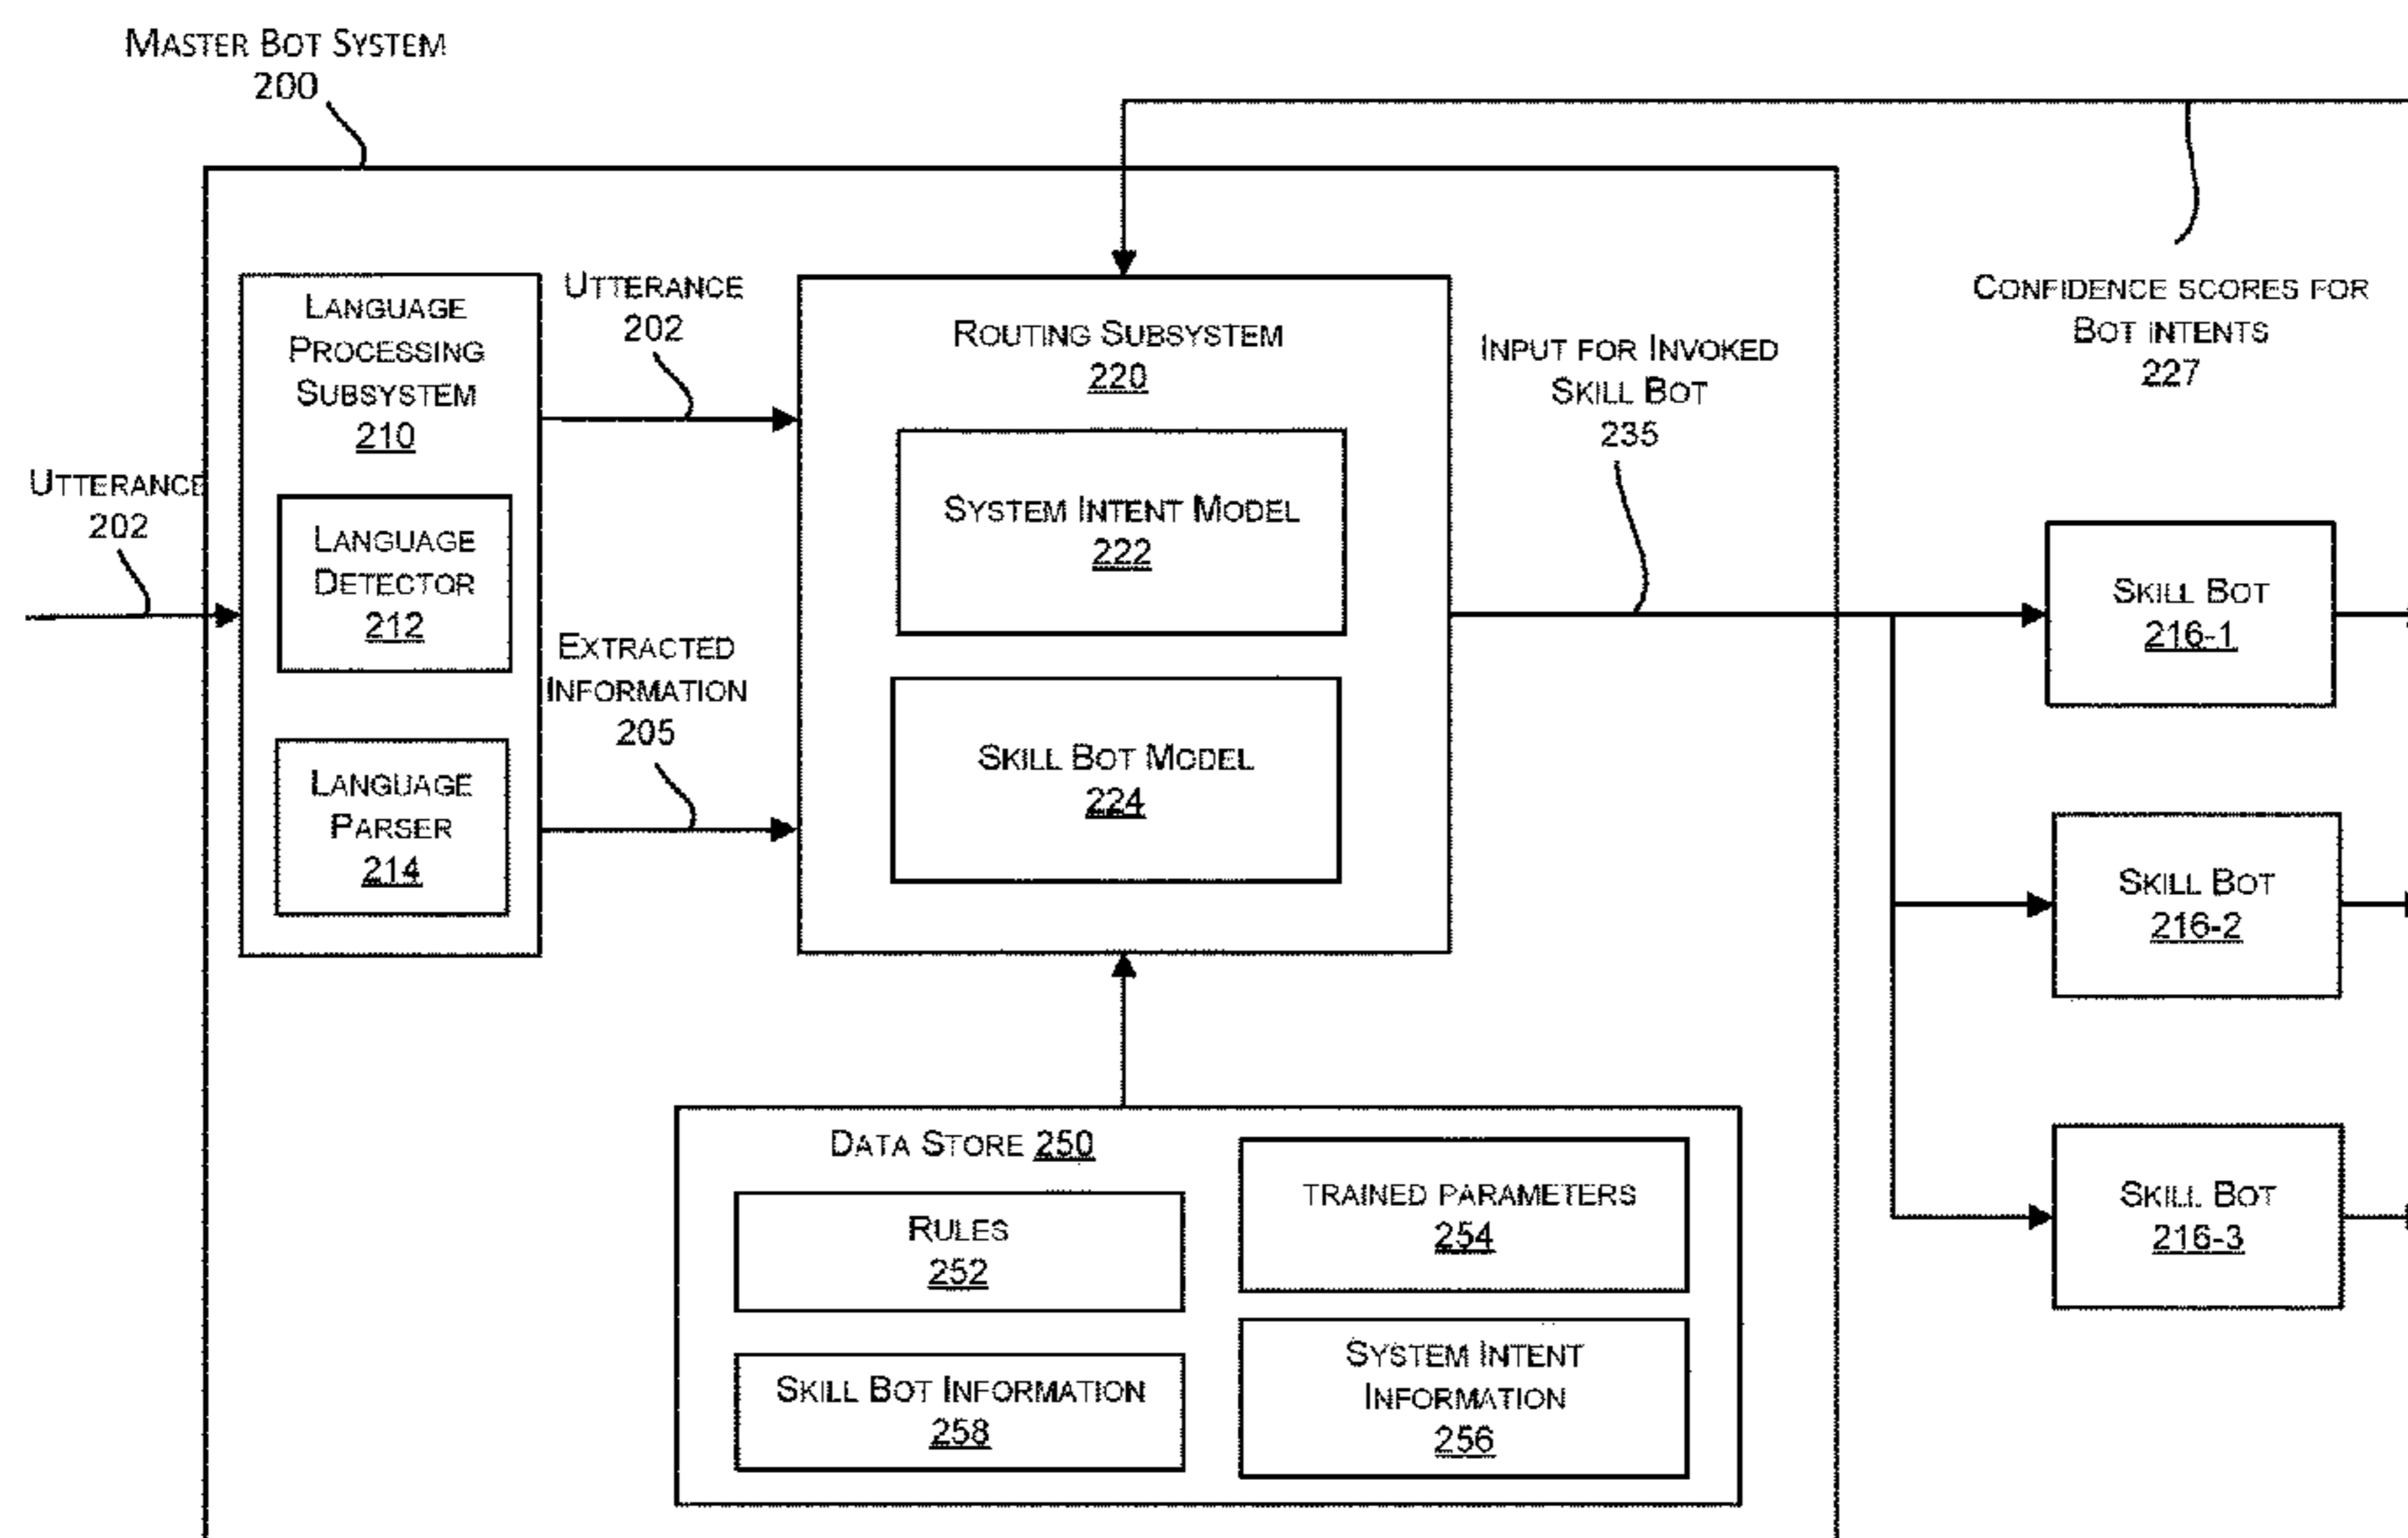 MASTER BOT SYSTEM
200
LANGUAGE
PROCESSING
SUBSYSTEM
210
UTTERANCE
202
ROUTING SUBSYSTEM
220
INPUT FOR INVOKED
SKILL BOT
235
CONFIDENCE SCORES FOR
BOT INTENTS
227
UTTERANCE
202
LANGUAGE
DETECTOR
212
SYSTEM INTENT MODEL
222
EXTRACTED
INFORMATION
205
LANGUAGE
PARSER
214
SKILL BOT MODEL
224
SKILL BOT
216-1
SKILL BOT
216-2
SKILL BOT
216-3
DATA STORE 250
RULES
252
TRAINED PARAMETERS
254
SKILL BOT INFORMATION
258
SYSTEM INTENT
INFORMATION
256